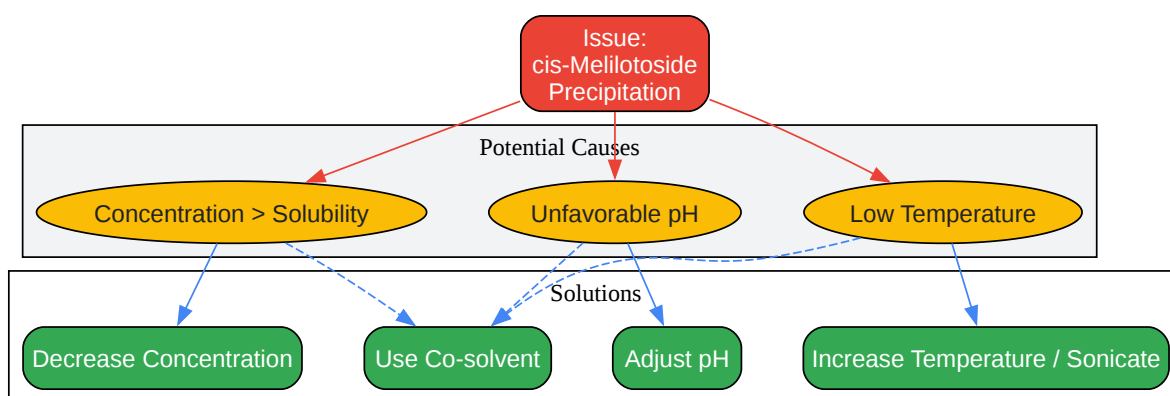 Issue:
cis-Melilotoside
Precipitation
Potential Causes
Concentration > Solubility
Unfavorable pH
Low Temperature
Solutions
Decrease Concentration
Use Co-solvent
Adjust pH
Increase Temperature / Sonicate